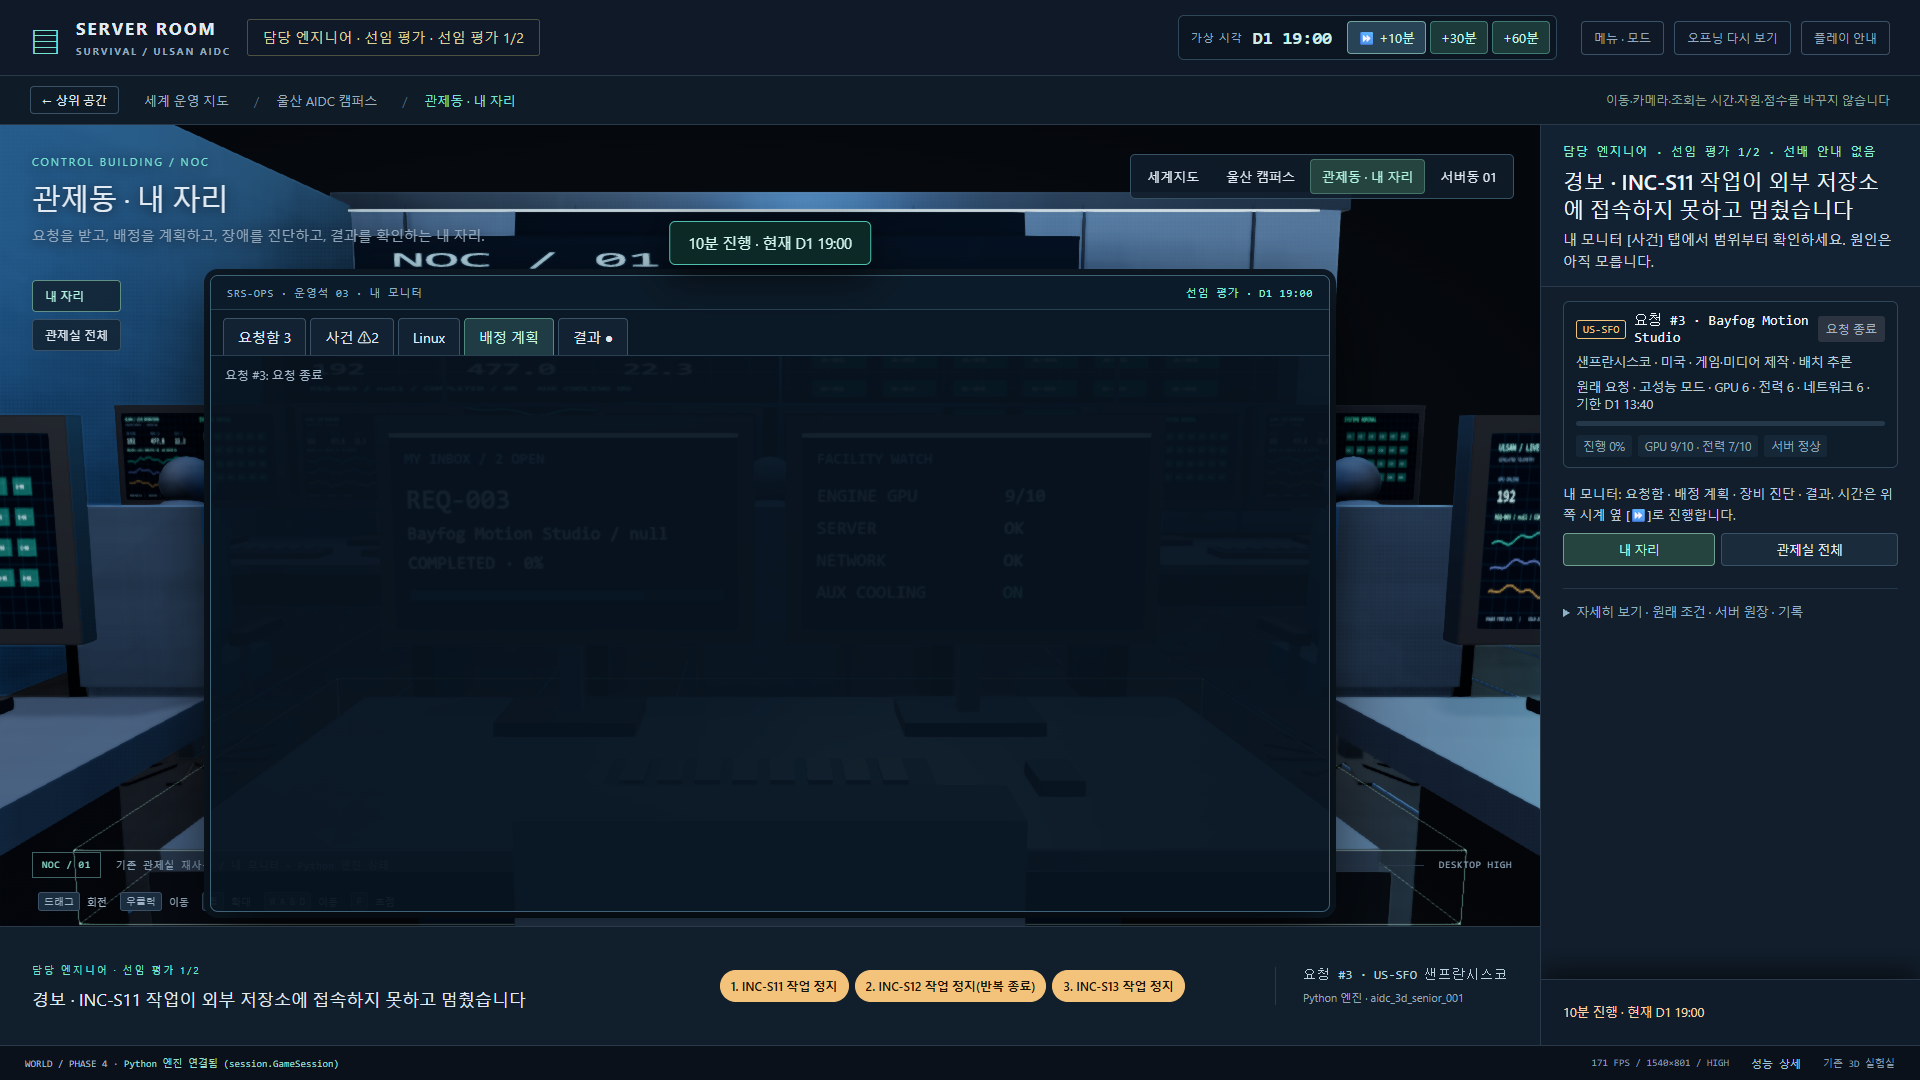 SERVER ROOM
SURVIVAL / ULSAN AIDC
담당 엔지니어 · 선임 평가 · 선임 평가 1/2
가상 시각 D1 19:00
⏩ +10분
+30분
+60분
메뉴 · 모드
오프닝 다시 보기
플레이 안내
← 상위 공간
세계 운영 지도 / 울산 AIDC 캠퍼스 / 관제동 · 내 자리
이동·카메라·조회는 시간·자원·점수를 바꾸지 않습니다
CONTROL BUILDING / NOC
관제동 · 내 자리
요청을 받고, 배정을 계획하고, 장애를 진단하고, 결과를 확인하는 내 자리.
내 자리
관제실 전체
세계지도
울산 캠퍼스
관제동 · 내 자리
서버동 01
10분 진행 · 현재 D1 19:00
NOC / 01
SRS-OPS · 운영석 03 · 내 모니터
선임 평가 · D1 19:00
요청함 3
사건 ⚠2
Linux
배정 계획
결과 ●
요청 #3: 요청 종료
192 477.0 22.3
MY INBOX / 2 OPEN
REQ-003
Bayfog Motion Studio / null
COMPLETED · 0%
FACILITY WATCH
ENGINE GPU 9/10
SERVER OK
NETWORK OK
AUX COOLING ON
ULSAN / LIVE
192
NOC / 01
기존 관제실 재사
DESKTOP HIGH
드래그 회전 우클릭 이동
담당 엔지니어 · 선임 평가 1/2 · 선배 안내 없음
경보 · INC-S11 작업이 외부 저장소
에 접속하지 못하고 멈췄습니다
내 모니터 [사건] 탭에서 범위부터 확인하세요. 원인은
아직 모릅니다.
US-SFO
요청 #3 · Bayfog Motion
Studio
요청 종료
샌프란시스코 · 미국 · 게임·미디어 제작 · 배치 추론
원래 요청 · 고성능 모드 · GPU 6 · 전력 6 · 네트워크 6 ·
기한 D1 13:40
진행 0%
GPU 9/10 · 전력 7/10
서버 정상
내 모니터: 요청함 · 배정 계획 · 장비 진단 · 결과. 시간은 위
쪽 시계 옆 [⏩]로 진행합니다.
내 자리
관제실 전체
▶ 자세히 보기 · 원래 조건 · 서버 원장 · 기록
담당 엔지니어 · 선임 평가 1/2
경보 · INC-S11 작업이 외부 저장소에 접속하지 못하고 멈췄습니다
1. INC-S11 작업 정지
2. INC-S12 작업 정지(반복 종료)
3. INC-S13 작업 정지
요청 #3 · US-SFO 샌프란시스코
Python 엔진 · aidc_3d_senior_001
10분 진행 · 현재 D1 19:00
WORLD / PHASE 4 · Python 엔진 연결됨 (session.GameSession)
171 FPS / 1540×801 / HIGH
성능 상세
기존 3D 실험실